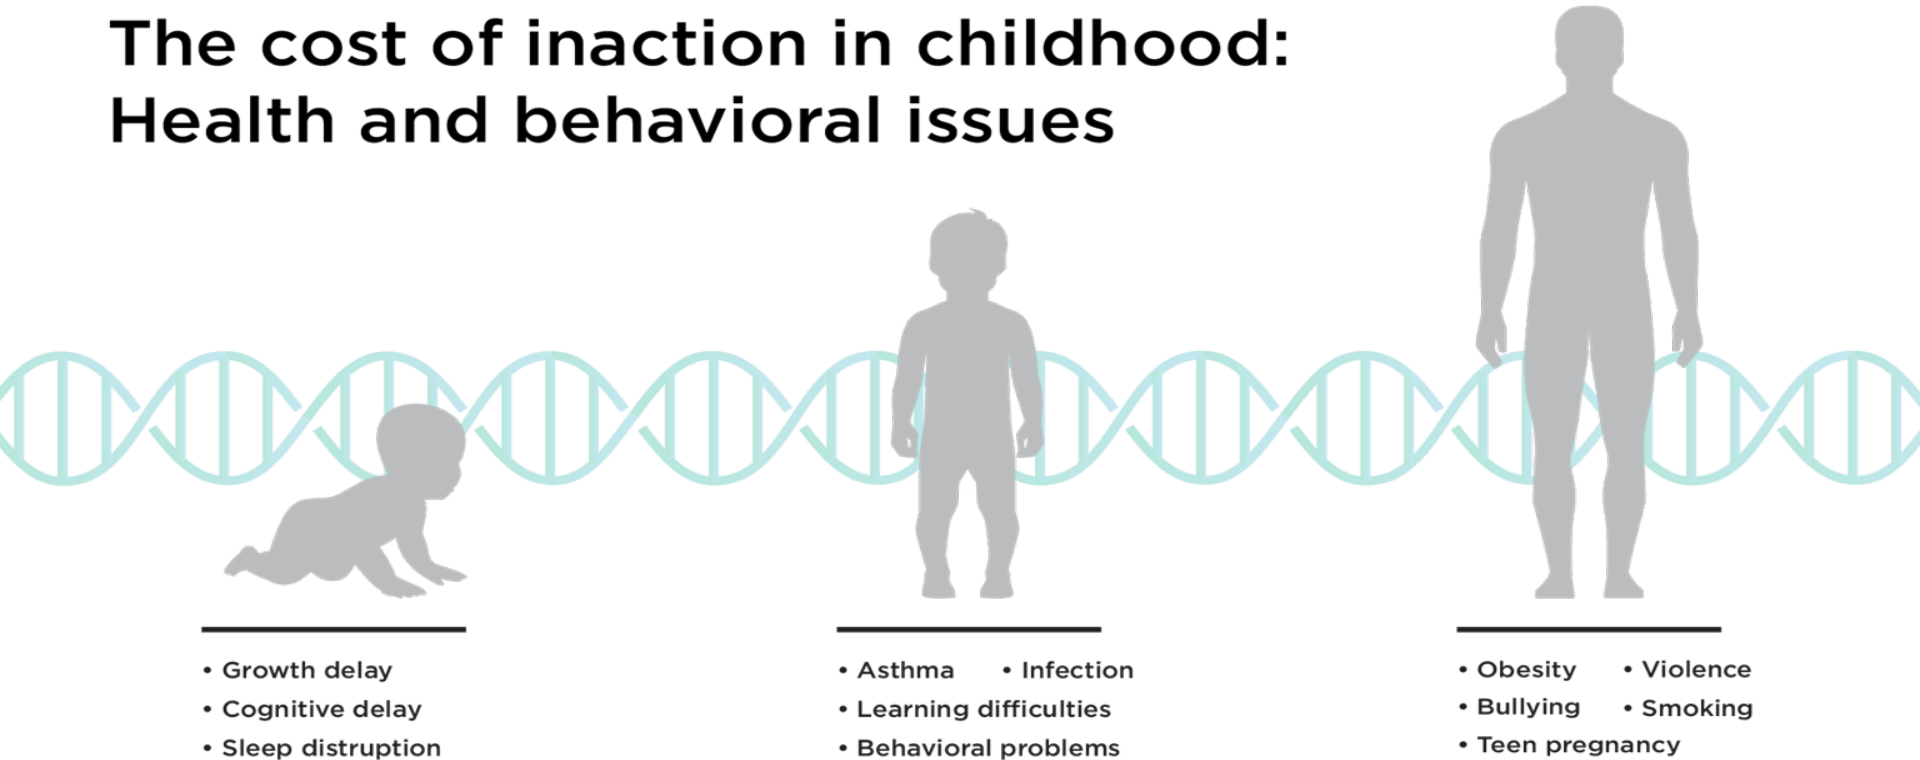 The cost of inaction in childhood:
Health and behavioral issues
• Growth delay
• Cognitive delay
• Sleep distruption
• Asthma • Infection
• Learning difficulties
• Behavioral problems
• Obesity • Violence
• Bullying • Smoking
• Teen pregnancy